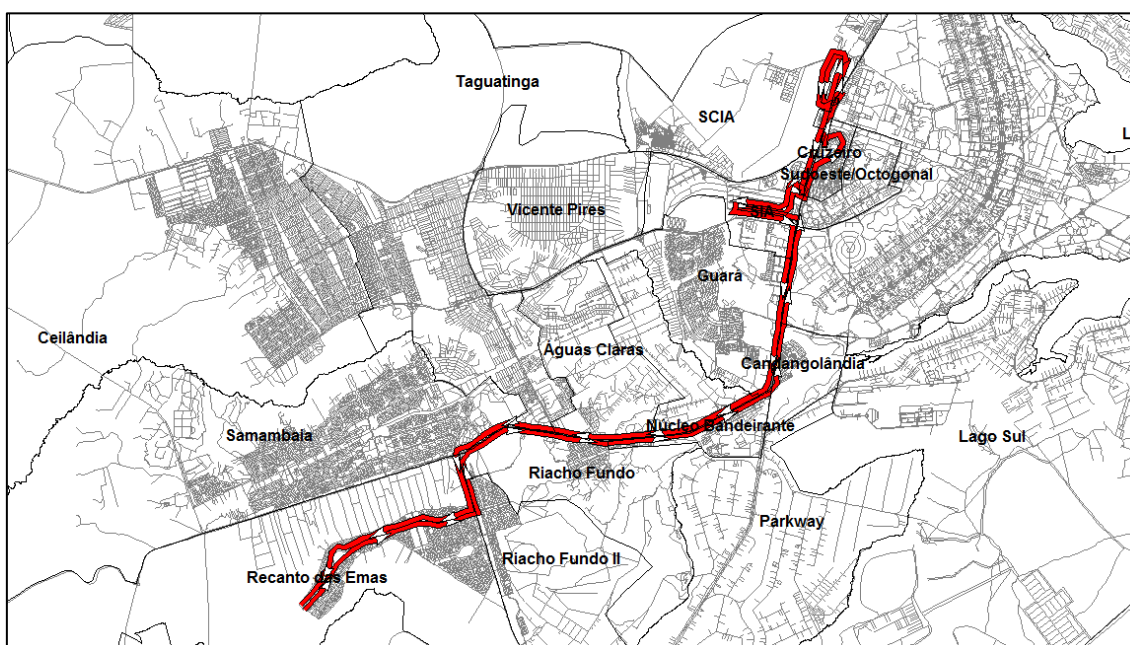 Taguatinga
SCIA
L
Cruzeiro
Sudoeste/Octogonal
Vicente Pires
SIA
Guará
Ceilândia
Águas Claras
Candangolândia
Samambaia
Núcleo Bandeirante
Lago Sul
Riacho Fundo
Parkway
Riacho Fundo II
Recanto das Emas